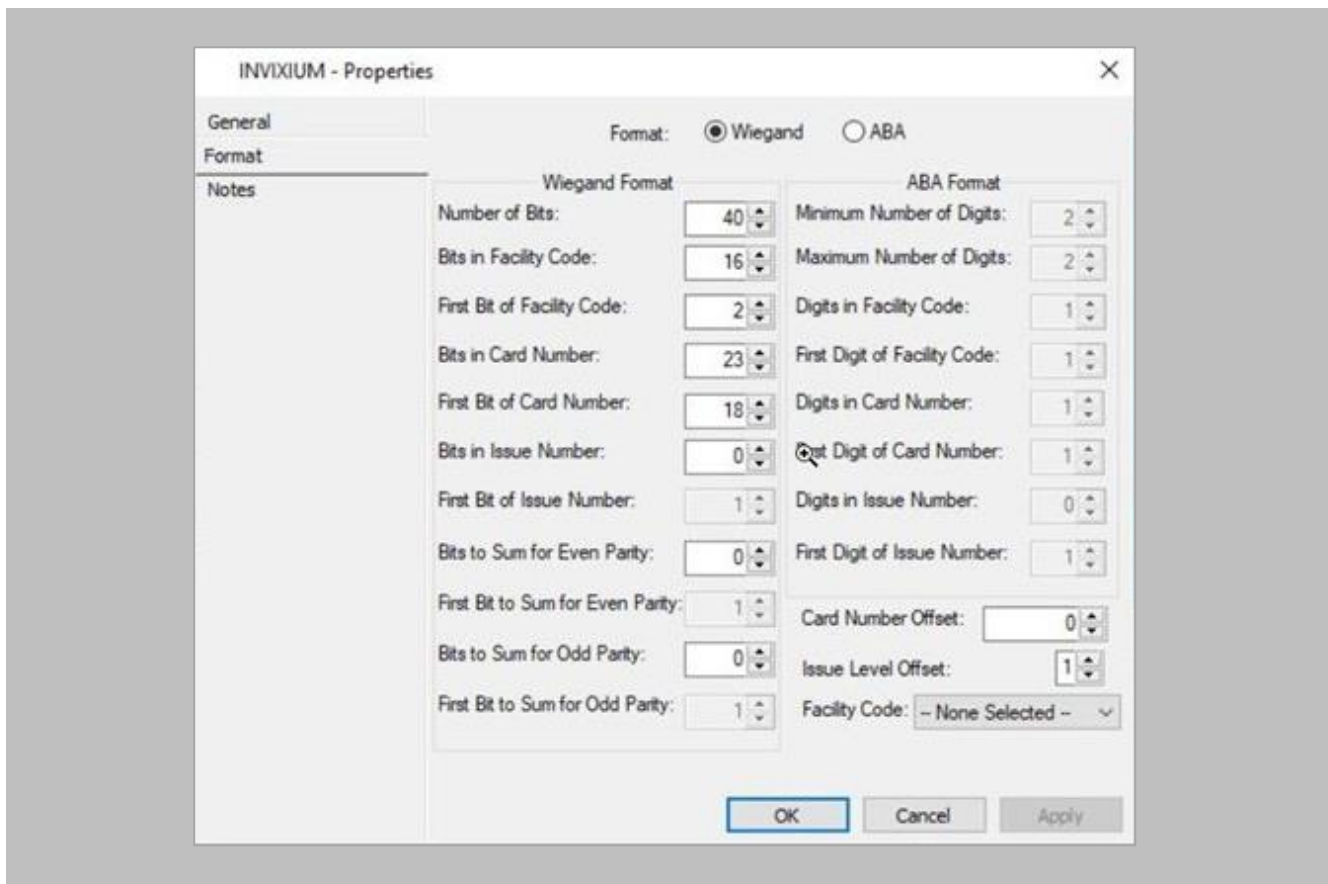 INVIXIUM - Properties
General
Format
Notes
Format: Wiegand ABA
Wiegand Format
Number of Bits: 40
Bits in Facility Code: 16
First Bit of Facility Code: 2
Bits in Card Number: 23
First Bit of Card Number: 18
Bits in Issue Number: 0
First Bit of Issue Number: 1
Bits to Sum for Even Parity: 0
First Bit to Sum for Even Parity: 1
Bits to Sum for Odd Parity: 0
First Bit to Sum for Odd Parity: 1
ABA Format
Minimum Number of Digits: 2
Maximum Number of Digits: 2
Digits in Facility Code: 1
First Digit of Facility Code: 1
Digits in Card Number: 1
First Digit of Card Number: 1
Digits in Issue Number: 0
First Digit of Issue Number: 1
Card Number Offset: 0
Issue Level Offset: 1
Facility Code: -- None Selected --
OK Cancel Apply